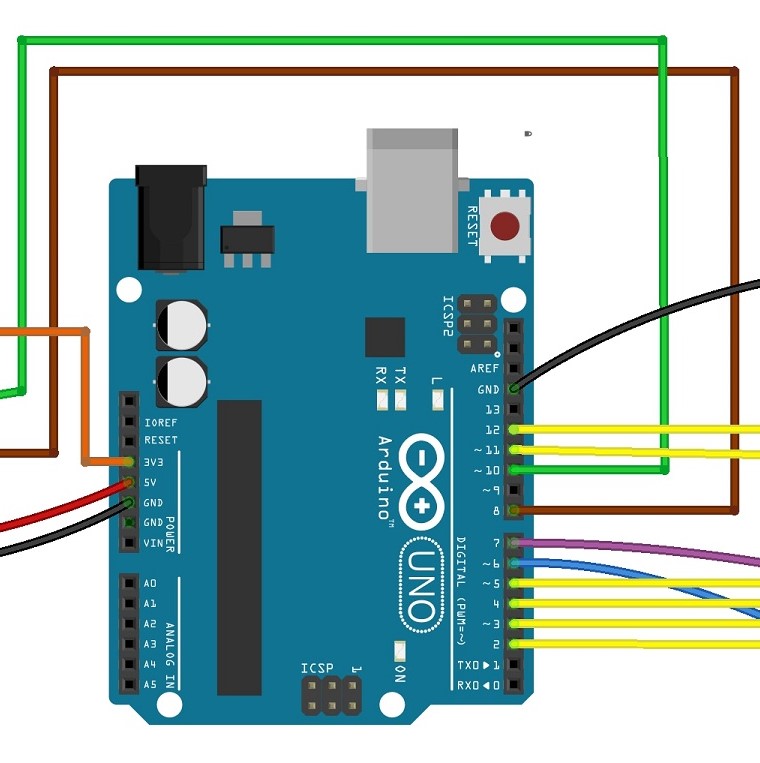 RESET
ICSP2
AREF
GND
RX
TX
L
13
12
~11
~10
~9
8
IOREF
RESET
3V3
5V
GND
GND
VIN
POWER
Arduino™
UNO
DIGITAL (PWM=~)
7
~6
~5
4
~3
2
TX0▶1
RX0◀0
A0
A1
A2
A3
A4
A5
ANALOG IN
ICSP
1
ON